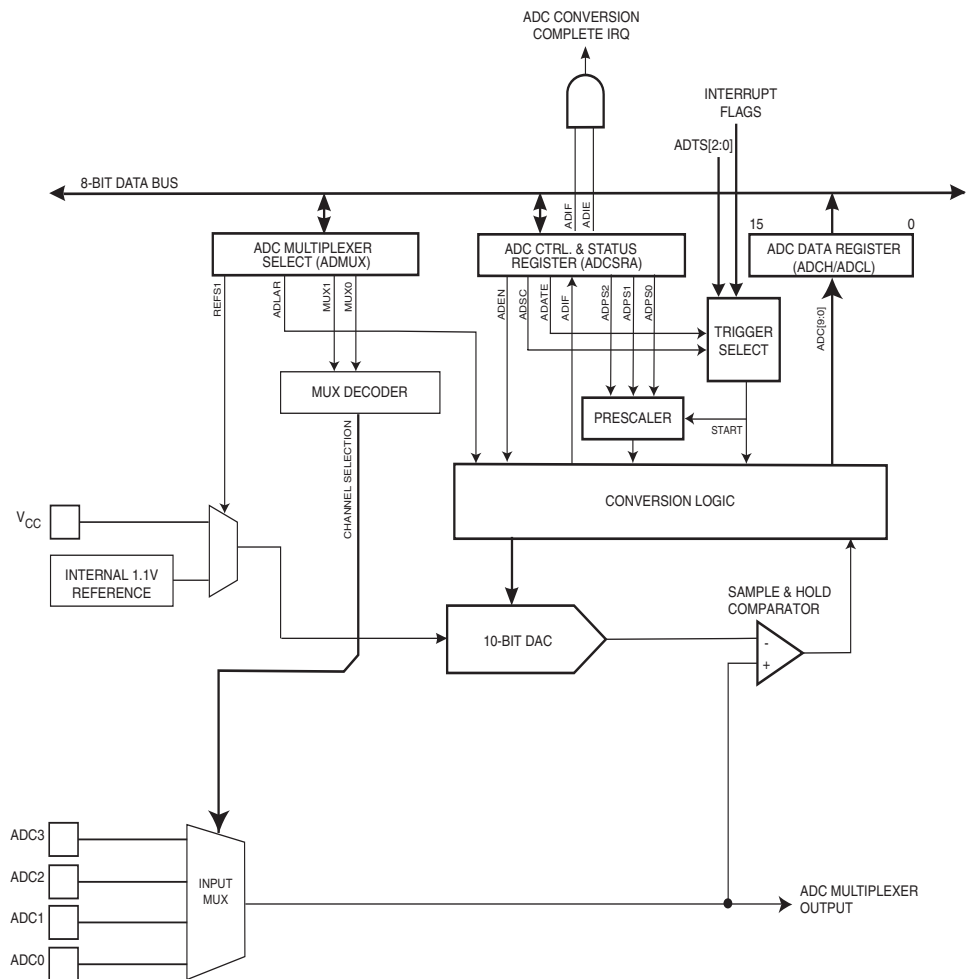 ADC CONVERSION
COMPLETE IRQ
INTERRUPT
FLAGS
ADTS[2:0]
8-BIT DATA BUS
ADIF
ADIE
15
0
ADC MULTIPLEXER
SELECT (ADMUX)
ADC CTRL. & STATUS
REGISTER (ADCSRA)
ADC DATA REGISTER
(ADCH/ADCL)
REFS1
ADLAR
MUX1
MUX0
ADEN
ADSC
ADATE
ADIF
ADPS2
ADPS1
ADPS0
ADC[9:0]
TRIGGER
SELECT
MUX DECODER
PRESCALER
START
CHANNEL SELECTION
CONVERSION LOGIC
VCC
INTERNAL 1.1V
REFERENCE
SAMPLE & HOLD
COMPARATOR
10-BIT DAC
-
+
ADC3
ADC2
ADC1
ADC0
INPUT
MUX
ADC MULTIPLEXER
OUTPUT